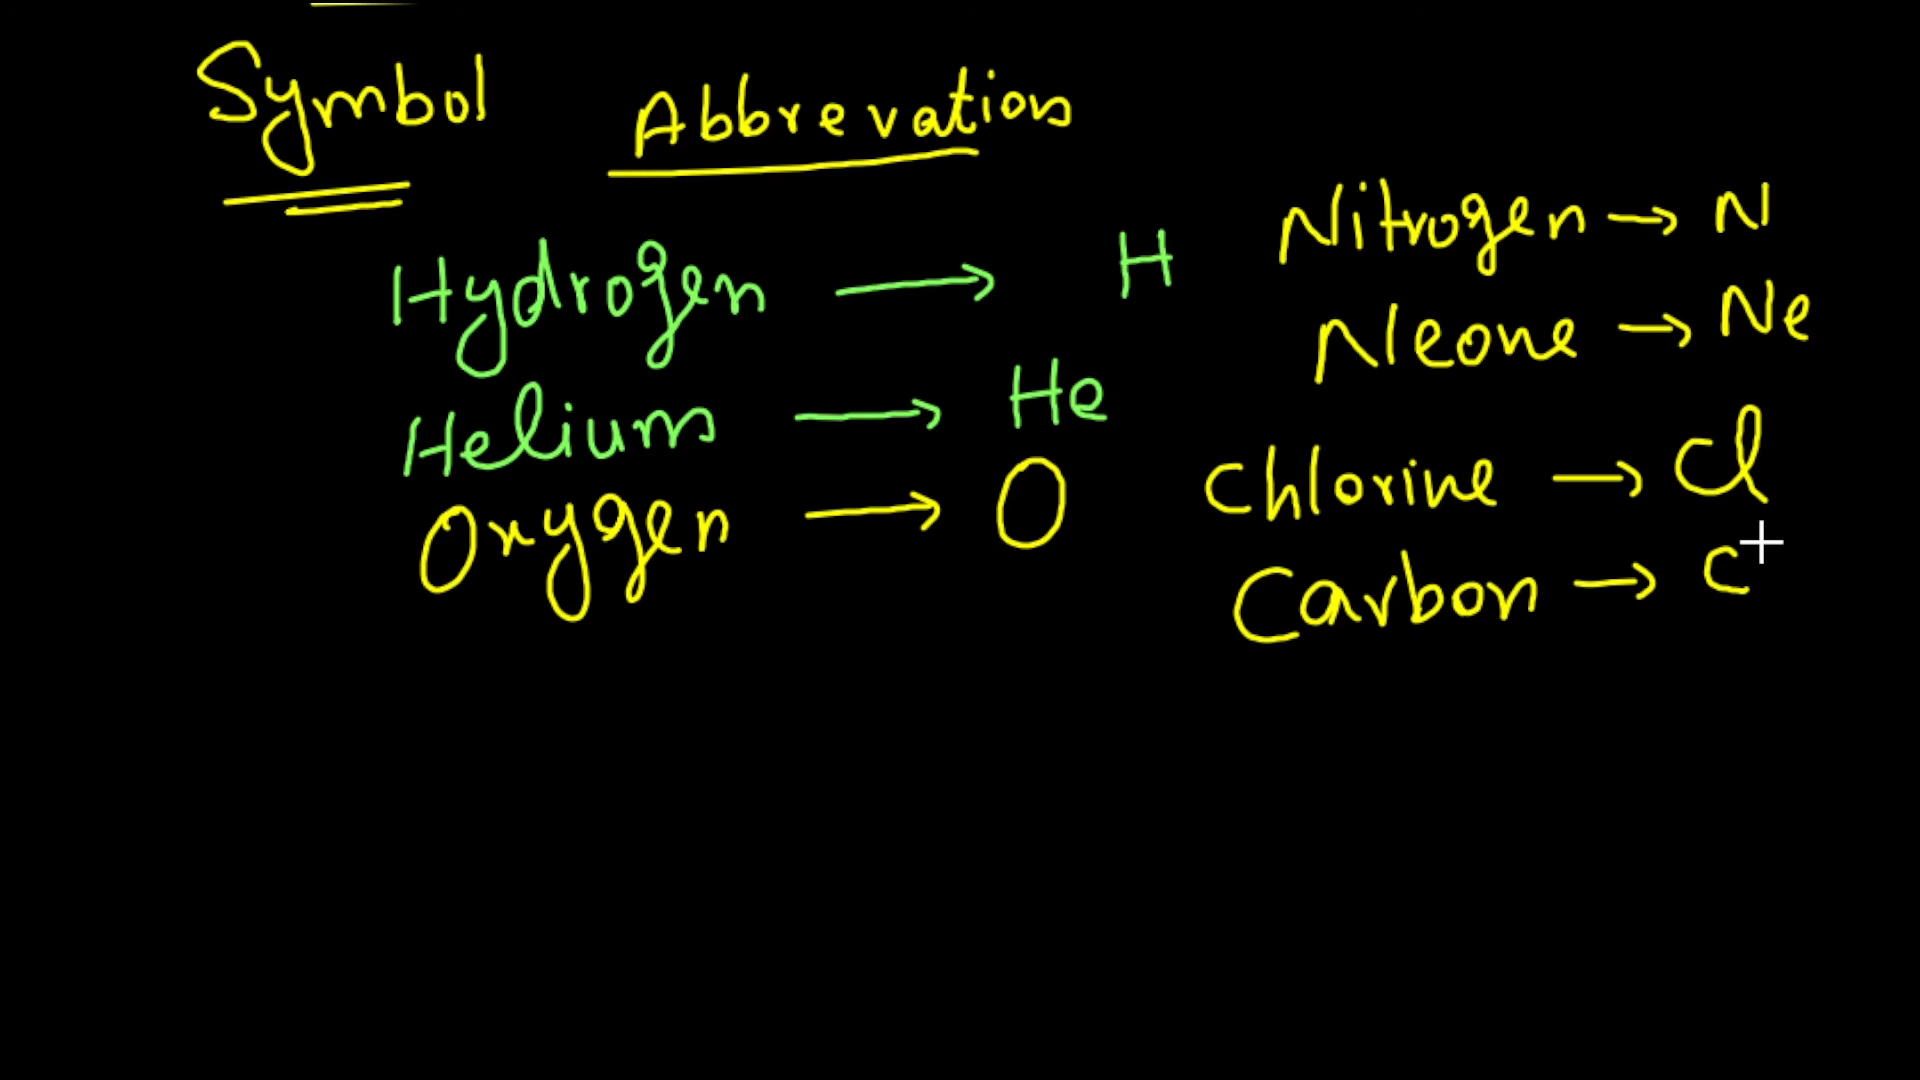 Symbol Abbrevation
Hydrogen → H
Helium → He
Oxygen → O
Nitrogen → N
Neone → Ne
Chlorine → Cl
Carbon → C